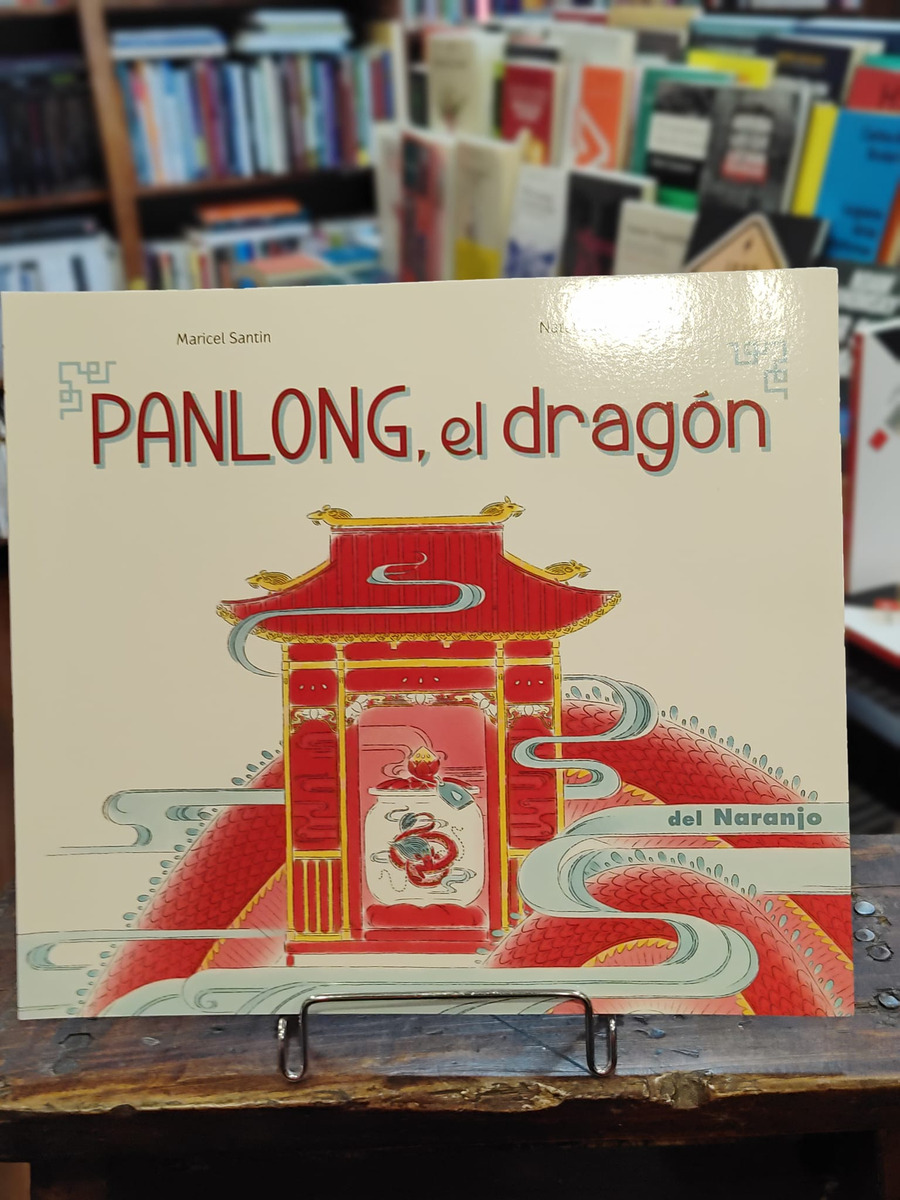 Maricel Santin
PANLONG, el dragón
del Naranjo